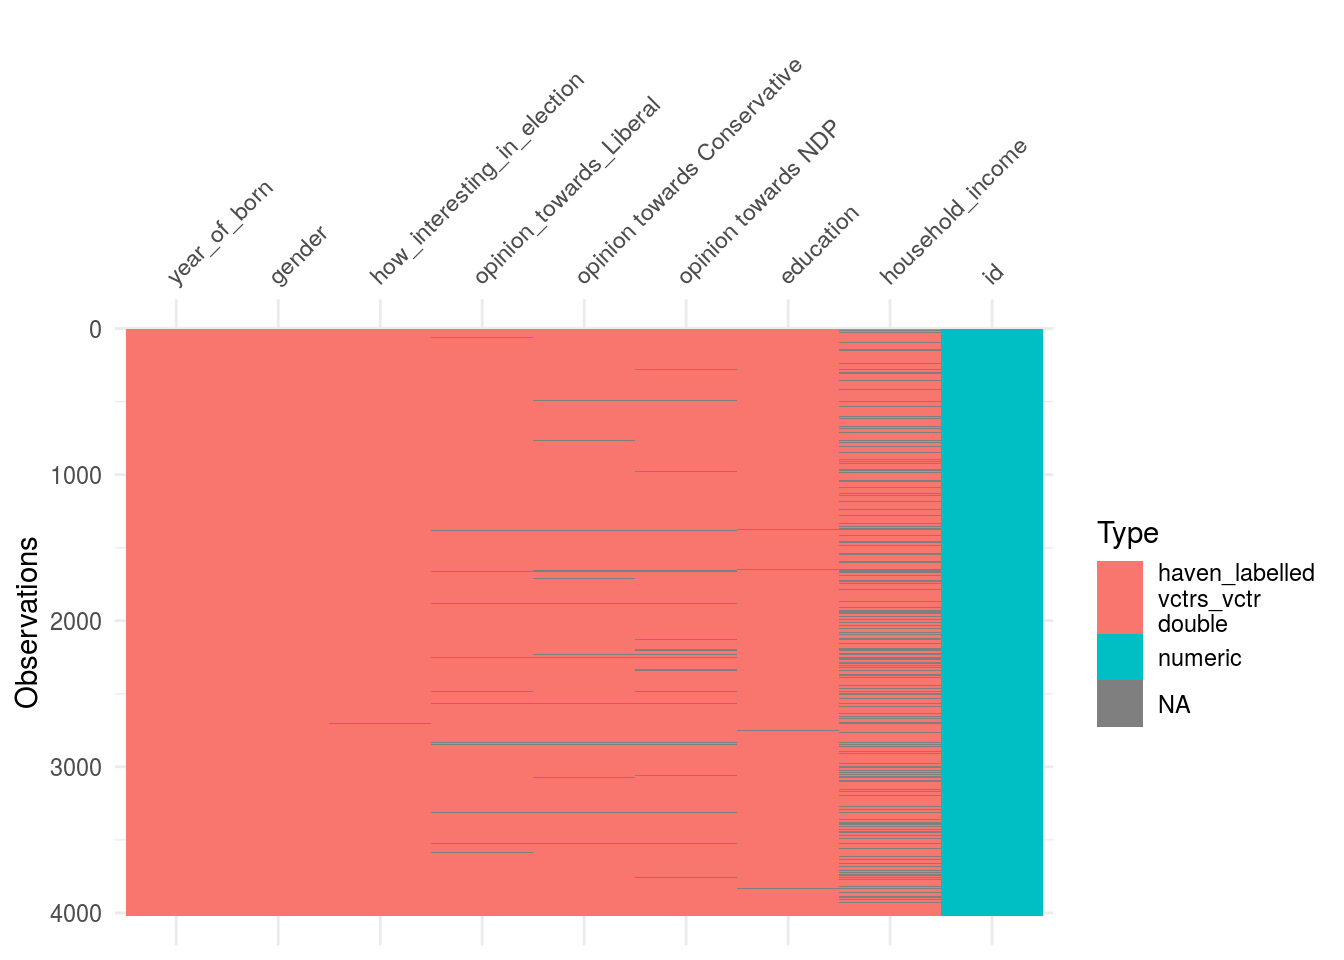 year_of_born
gender
how_interesting_in_election
opinion_towards_Liberal
opinion towards Conservative
opinion towards NDP
education
household_income
id
0
1000
2000
3000
4000
Observations
Type
haven_labelled
vctrs_vctr
double
numeric
NA